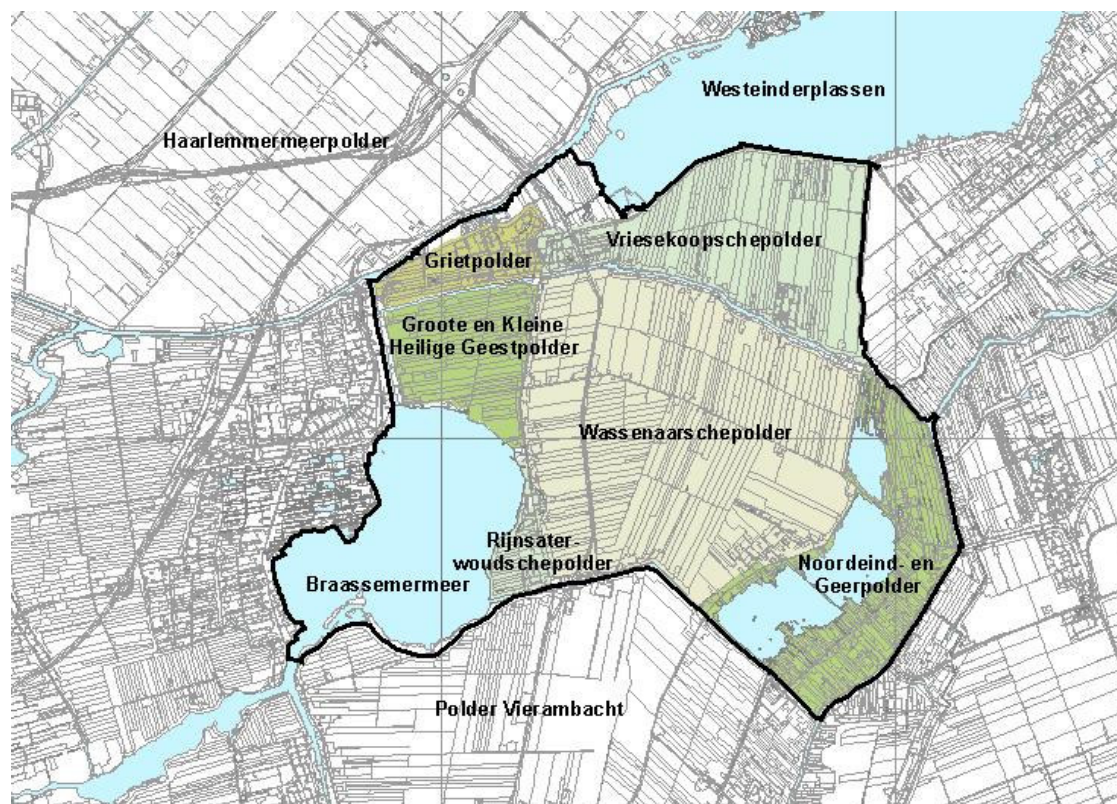 Westeinderplassen
Haarlemmermeerpolder
Vriesekoopschepolder
Grietpolder
Groote en Kleine
Heilige Geestpolder
Wassenaarschepolder
Rijnsater-
woudschepolder
Noordeind- en
Geerpolder
Braassemermeer
Polder Vierambacht